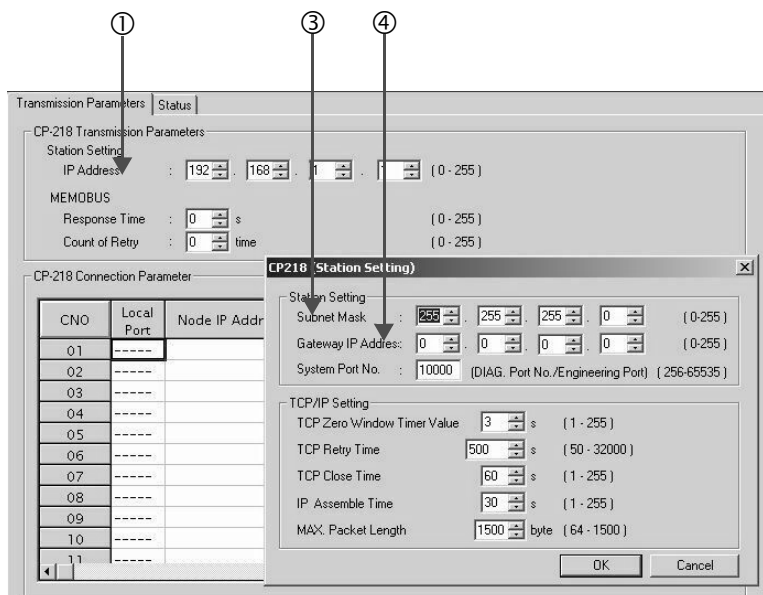 ① ③ ④
Transmission Parameters Status
CP-218 Transmission Parameters
Station Setting
IP Address : 192 . 168 . 1 . 1 ( 0 - 255 )
MEMOBUS
Response Time : 0 s ( 0 - 255 )
Count of Retry : 0 time ( 0 - 255 )
CP-218 Connection Parameter
CNO Local Port Node IP Addr
01 -----
02 -----
03 -----
04 -----
05 -----
06 -----
07 -----
08 -----
09 -----
10 -----
11 -----
CP218 (Station Setting)
Station Setting
Subnet Mask : 255 . 255 . 255 . 0 ( 0-255 )
Gateway IP Addres: 0 . 0 . 0 . 0 ( 0-255 )
System Port No. : 10000 (DIAG. Port No./Engineering Port) ( 256-65535 )
TCP/IP Setting
TCP Zero Window Timer Value 3 s ( 1 - 255 )
TCP Retry Time 500 s ( 50 - 32000 )
TCP Close Time 60 s ( 1 - 255 )
IP Assemble Time 30 s ( 1 - 255 )
MAX. Packet Length 1500 byte ( 64 - 1500 )
OK Cancel